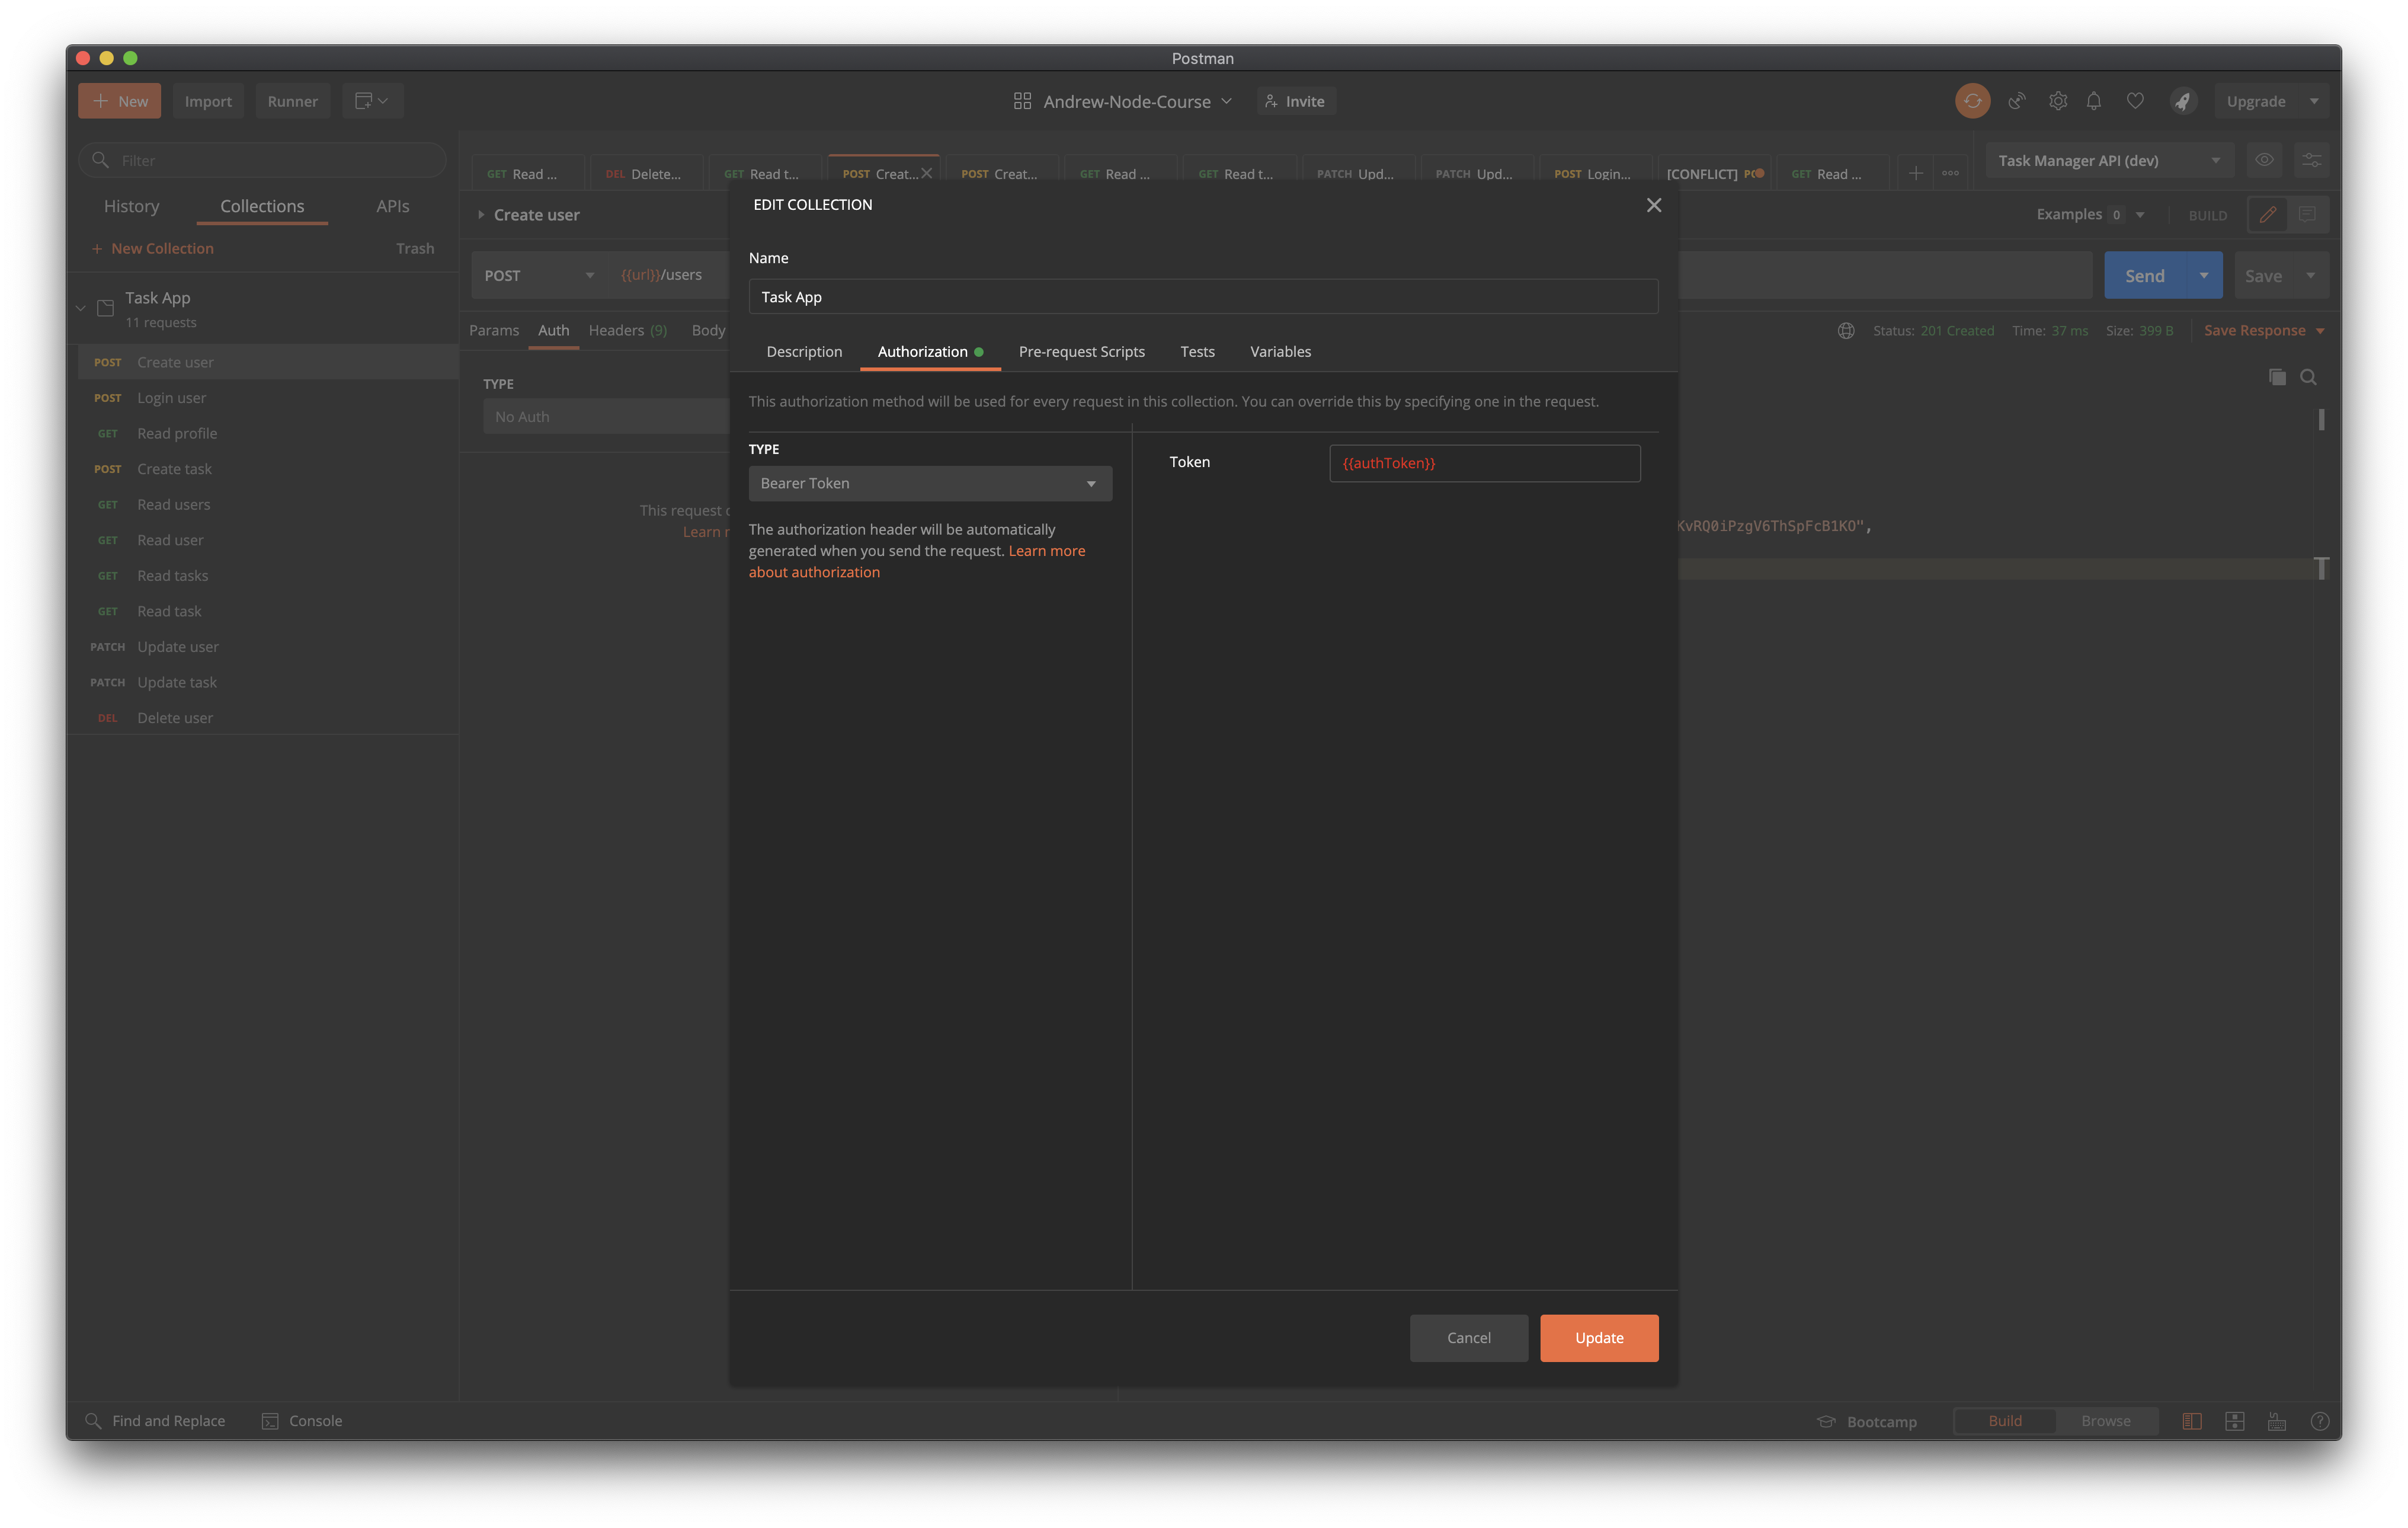 Postman
New
Import
Runner
Andrew-Node-Course
Invite
Upgrade
Filter
GET Read ...
DEL Delete...
GET Read t...
POST Creat...
POST Creat...
GET Read ...
GET Read t...
PATCH Upd...
PATCH Upd...
POST Login...
[CONFLICT]
GET Read ...
Task Manager API (dev)
History
Collections
APIs
New Collection
Trash
Task App
11 requests
POST Create user
POST Login user
GET Read profile
POST Create task
GET Read users
GET Read user
GET Read tasks
GET Read task
PATCH Update user
PATCH Update task
DEL Delete user
Create user
Examples 0
BUILD
POST
{{url}}/users
Send
Save
Params
Auth
Headers (9)
Body
Status: 201 Created
Time: 37 ms
Size: 399 B
Save Response
TYPE
No Auth
This request
Learn
KvRQ0iPzgV6ThSpFcB1KO",
EDIT COLLECTION
Name
Task App
Description
Authorization
Pre-request Scripts
Tests
Variables
This authorization method will be used for every request in this collection. You can override this by specifying one in the request.
TYPE
Bearer Token
The authorization header will be automatically
generated when you send the request. Learn more
about authorization
Token
{{authToken}}
Cancel
Update
Find and Replace
Console
Bootcamp
Build
Browse